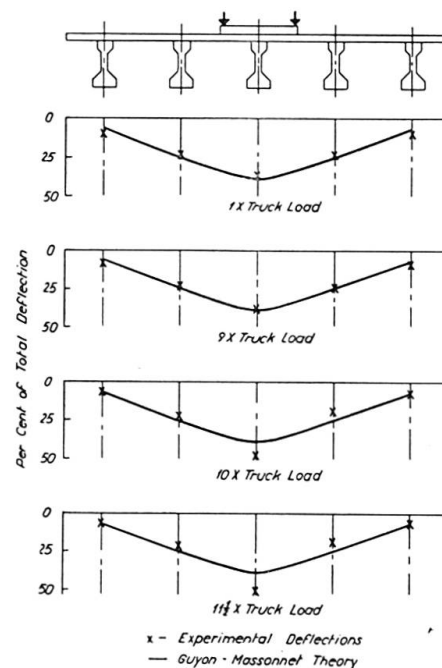 0
25
50
1 X Truck Load
0
25
50
9 X Truck Load
Per Cent of Total Deflection
0
25
50
10 X Truck Load
0
25
50
11½ X Truck Load
x - Experimental Deflections
— Guyon - Massonnet Theory